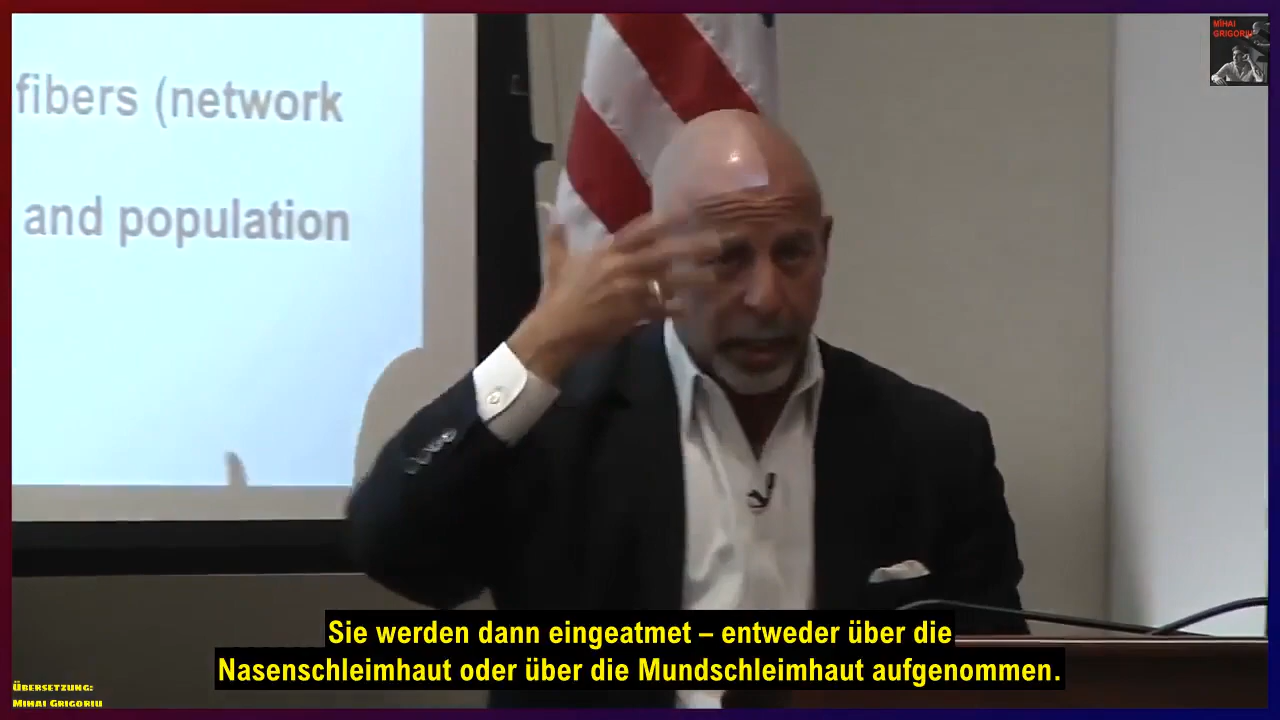 fibers (network
and population
MIHAI
GRIGORIU
Sie werden dann eingeatmet – entweder über die
Nasenschleimhaut oder über die Mundschleimhaut aufgenommen.
Übersetzung:
Mihai Grigoriu